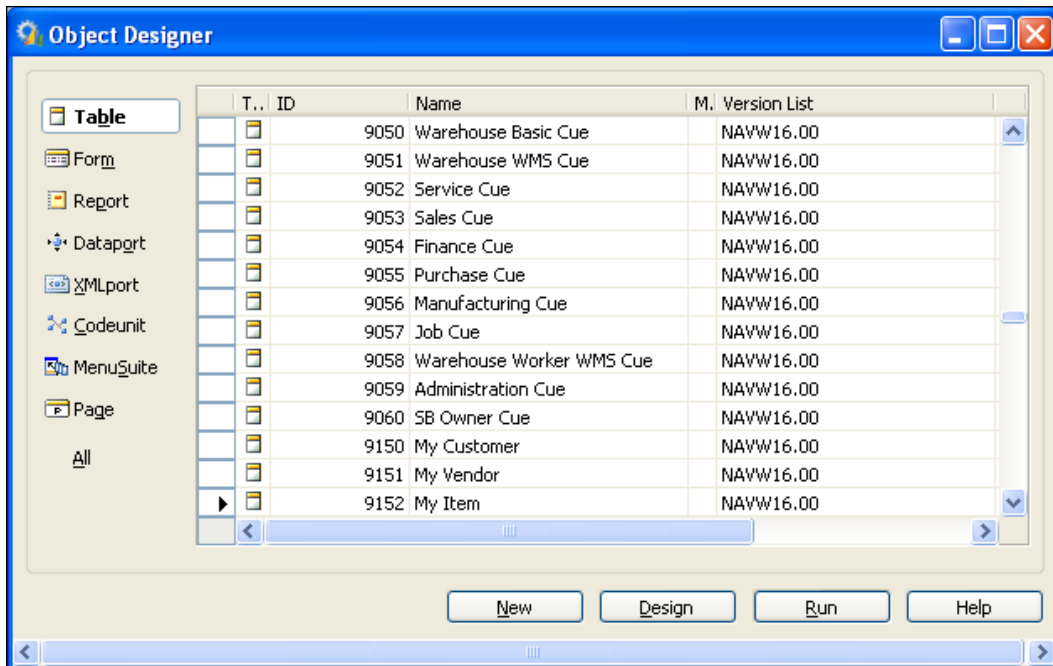 Object Designer
Table
Form
Report
Dataport
XMLport
Codeunit
MenuSuite
Page
All
T.. ID Name M. Version List
9050 Warehouse Basic Cue NAVW16.00
9051 Warehouse WMS Cue NAVW16.00
9052 Service Cue NAVW16.00
9053 Sales Cue NAVW16.00
9054 Finance Cue NAVW16.00
9055 Purchase Cue NAVW16.00
9056 Manufacturing Cue NAVW16.00
9057 Job Cue NAVW16.00
9058 Warehouse Worker WMS Cue NAVW16.00
9059 Administration Cue NAVW16.00
9060 SB Owner Cue NAVW16.00
9150 My Customer NAVW16.00
9151 My Vendor NAVW16.00
9152 My Item NAVW16.00
New Design Run Help